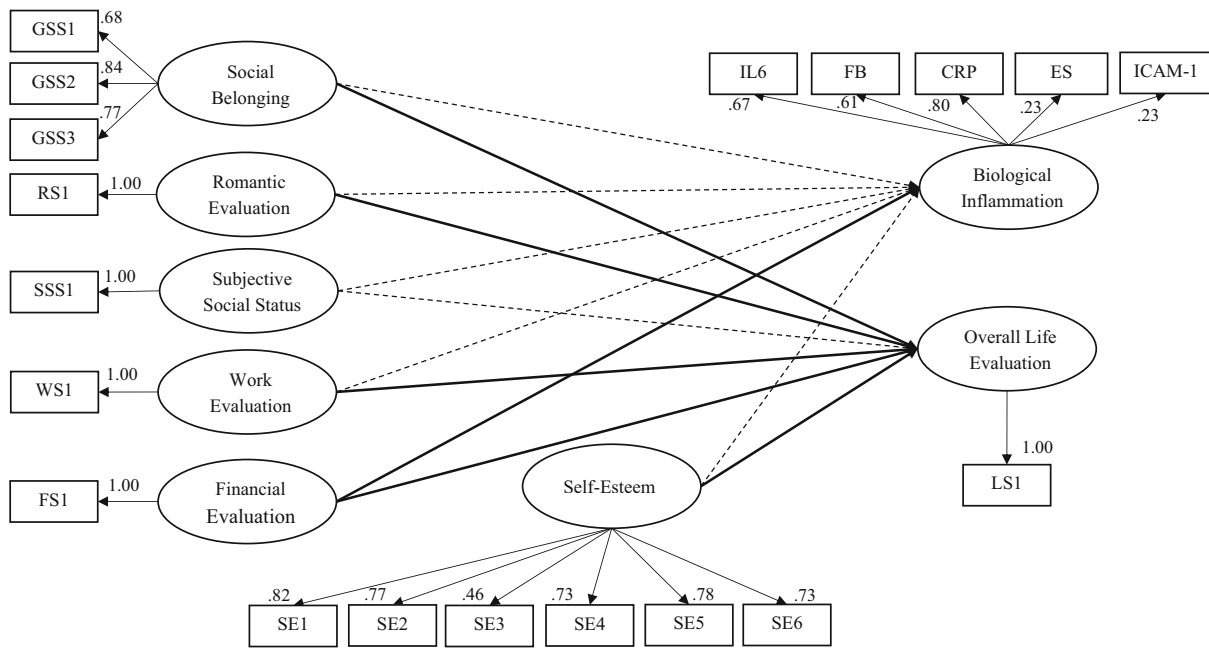 GSS1
.68
GSS2
.84
GSS3
.77
Social
Belonging
RS1
1.00
Romantic
Evaluation
SSS1
1.00
Subjective
Social Status
WS1
1.00
Work
Evaluation
FS1
1.00
Financial
Evaluation
IL6
FB
CRP
ES
ICAM-1
.67
.61
.80
.23
.23
Biological
Inflammation
Overall Life
Evaluation
1.00
LS1
Self-Esteem
.82
.77
.46
.73
.78
.73
SE1
SE2
SE3
SE4
SE5
SE6